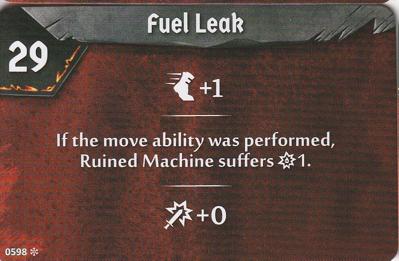 Fuel Leak
29
+1
If the move ability was performed,
Ruined Machine suffers 1.
+0
0598